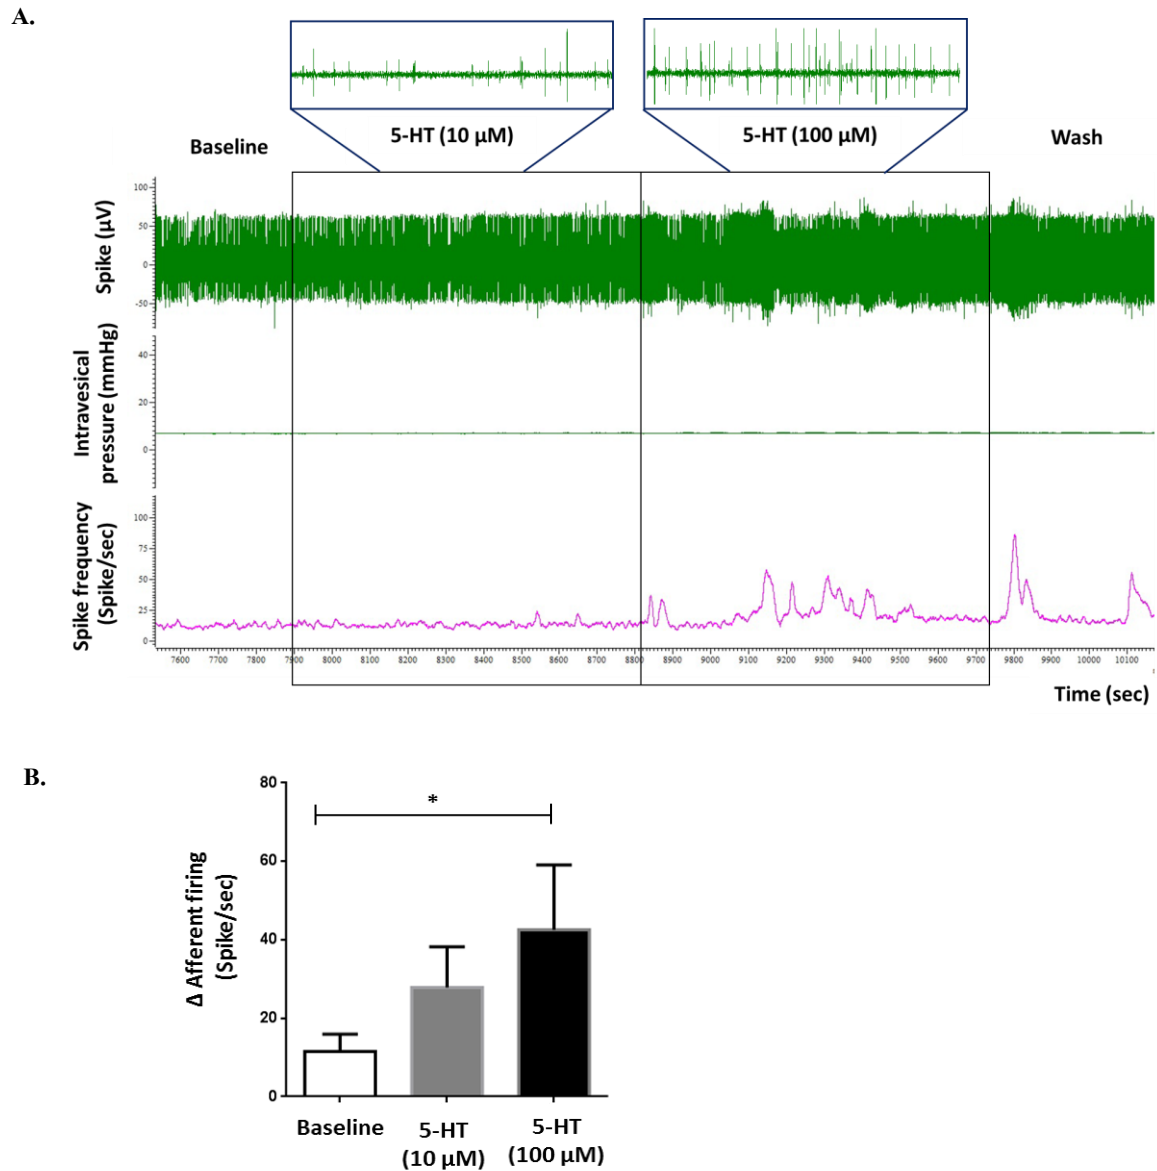 A.
5-HT (10 µM)
5-HT (100 µM)
Baseline
Wash
Spike (µV)
100
50
0
-50
Intravesical
pressure (mmHg)
40
20
0
Spike frequency
(Spike/sec)
100
75
50
25
0
7600 7700 7800 7900 8000 8100 8200 8300 8400 8500 8600 8700 8800 8900 9000 9100 9200 9300 9400 9500 9600 9700 9800 9900 10000 10100
Time (sec)
B.
Δ Afferent firing
(Spike/sec)
80
60
40
20
0
*
Baseline
5-HT
(10 µM)
5-HT
(100 µM)